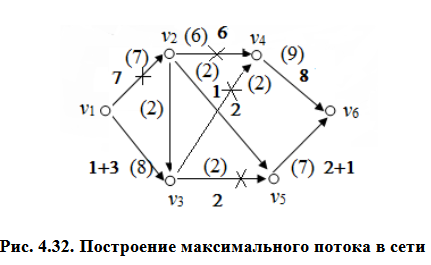 v2 (6) 6 v4
(7) (9)
7 (2) 8
1 (2)
v1 (2) 2 v6
1+3 (8) (2) (7) 2+1
v3 2 v5
Рис. 4.32. Построение максимального потока в сети